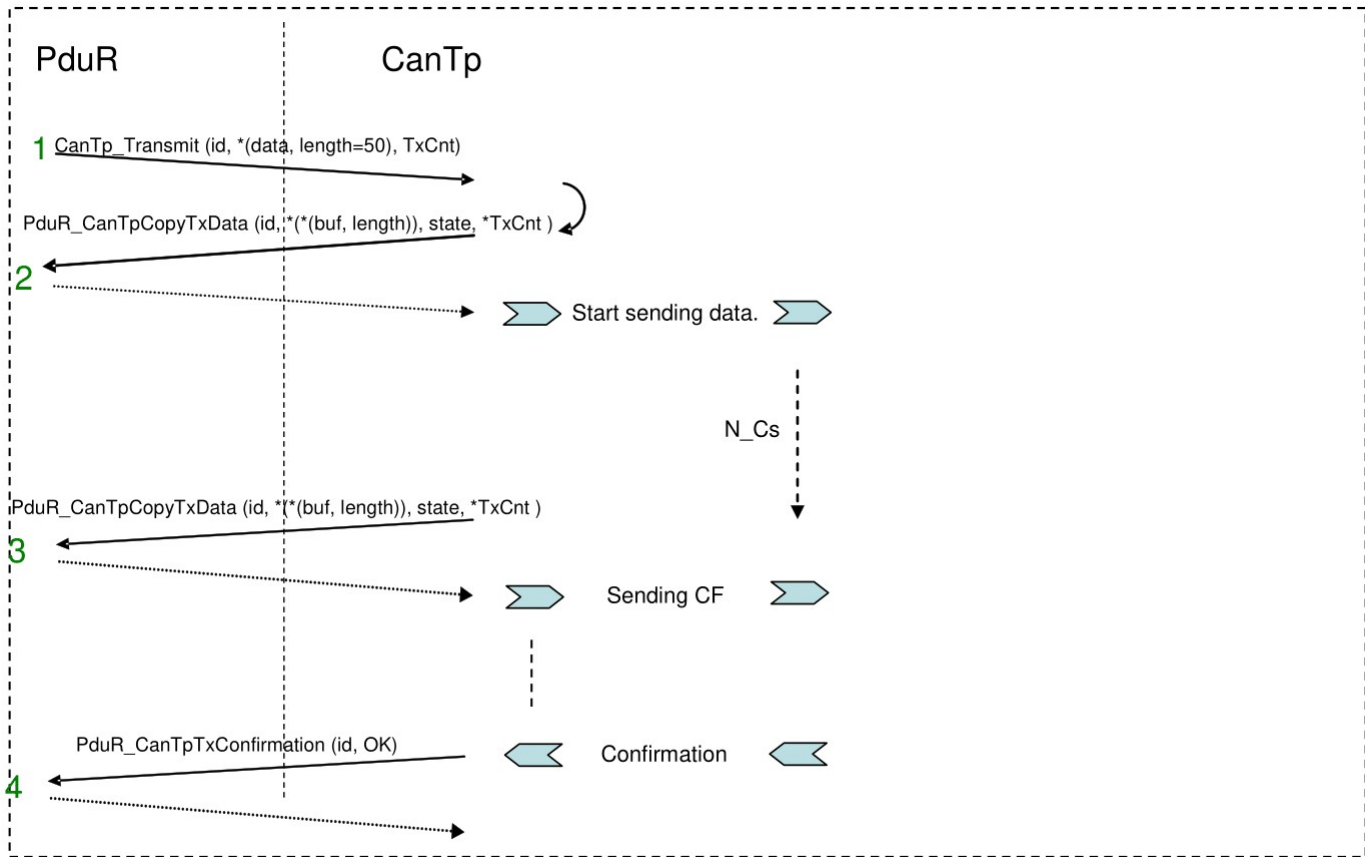 PduR CanTp
1 CanTp_Transmit (id, *(data, length=50), TxCnt)
PduR_CanTpCopyTxData (id, *(*(buf, length)), state, *TxCnt )
2
Start sending data.
N_Cs
PduR_CanTpCopyTxData (id, *(*(buf, length)), state, *TxCnt )
3
Sending CF
PduR_CanTpTxConfirmation (id, OK)
Confirmation
4